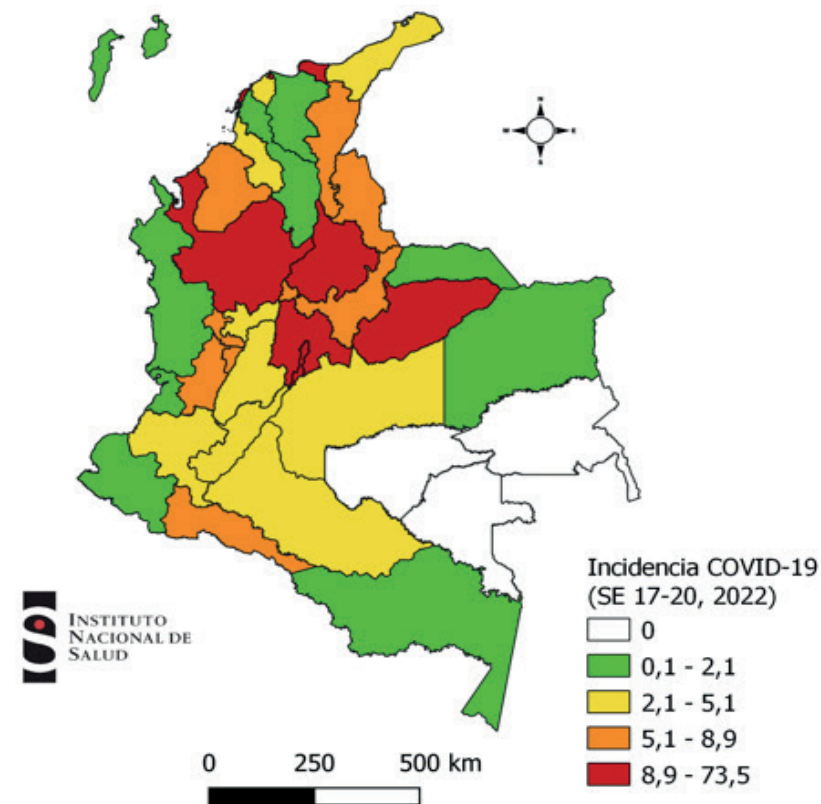 N
W E
S
INSTITUTO
NACIONAL DE
SALUD
Incidencia COVID-19
(SE 17-20, 2022)
0
0,1 - 2,1
2,1 - 5,1
5,1 - 8,9
8,9 - 73,5
0 250 500 km